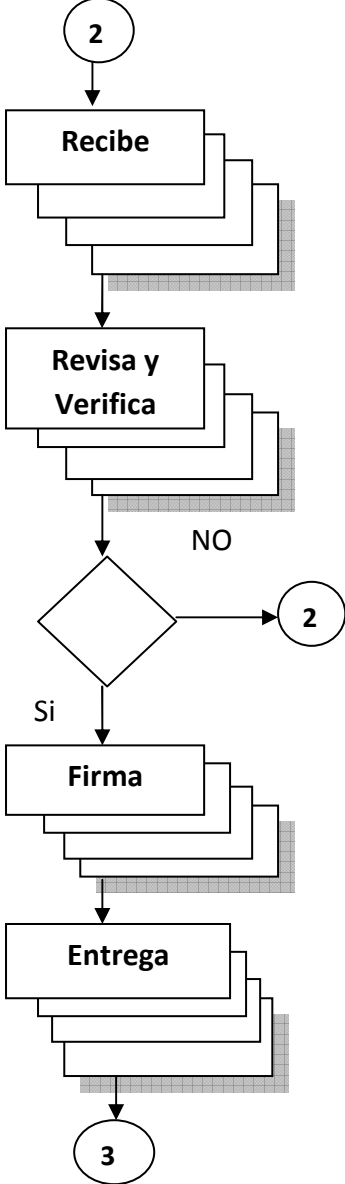 2
Recibe
Revisa y
Verifica
NO
2
Si
Firma
Entrega
3